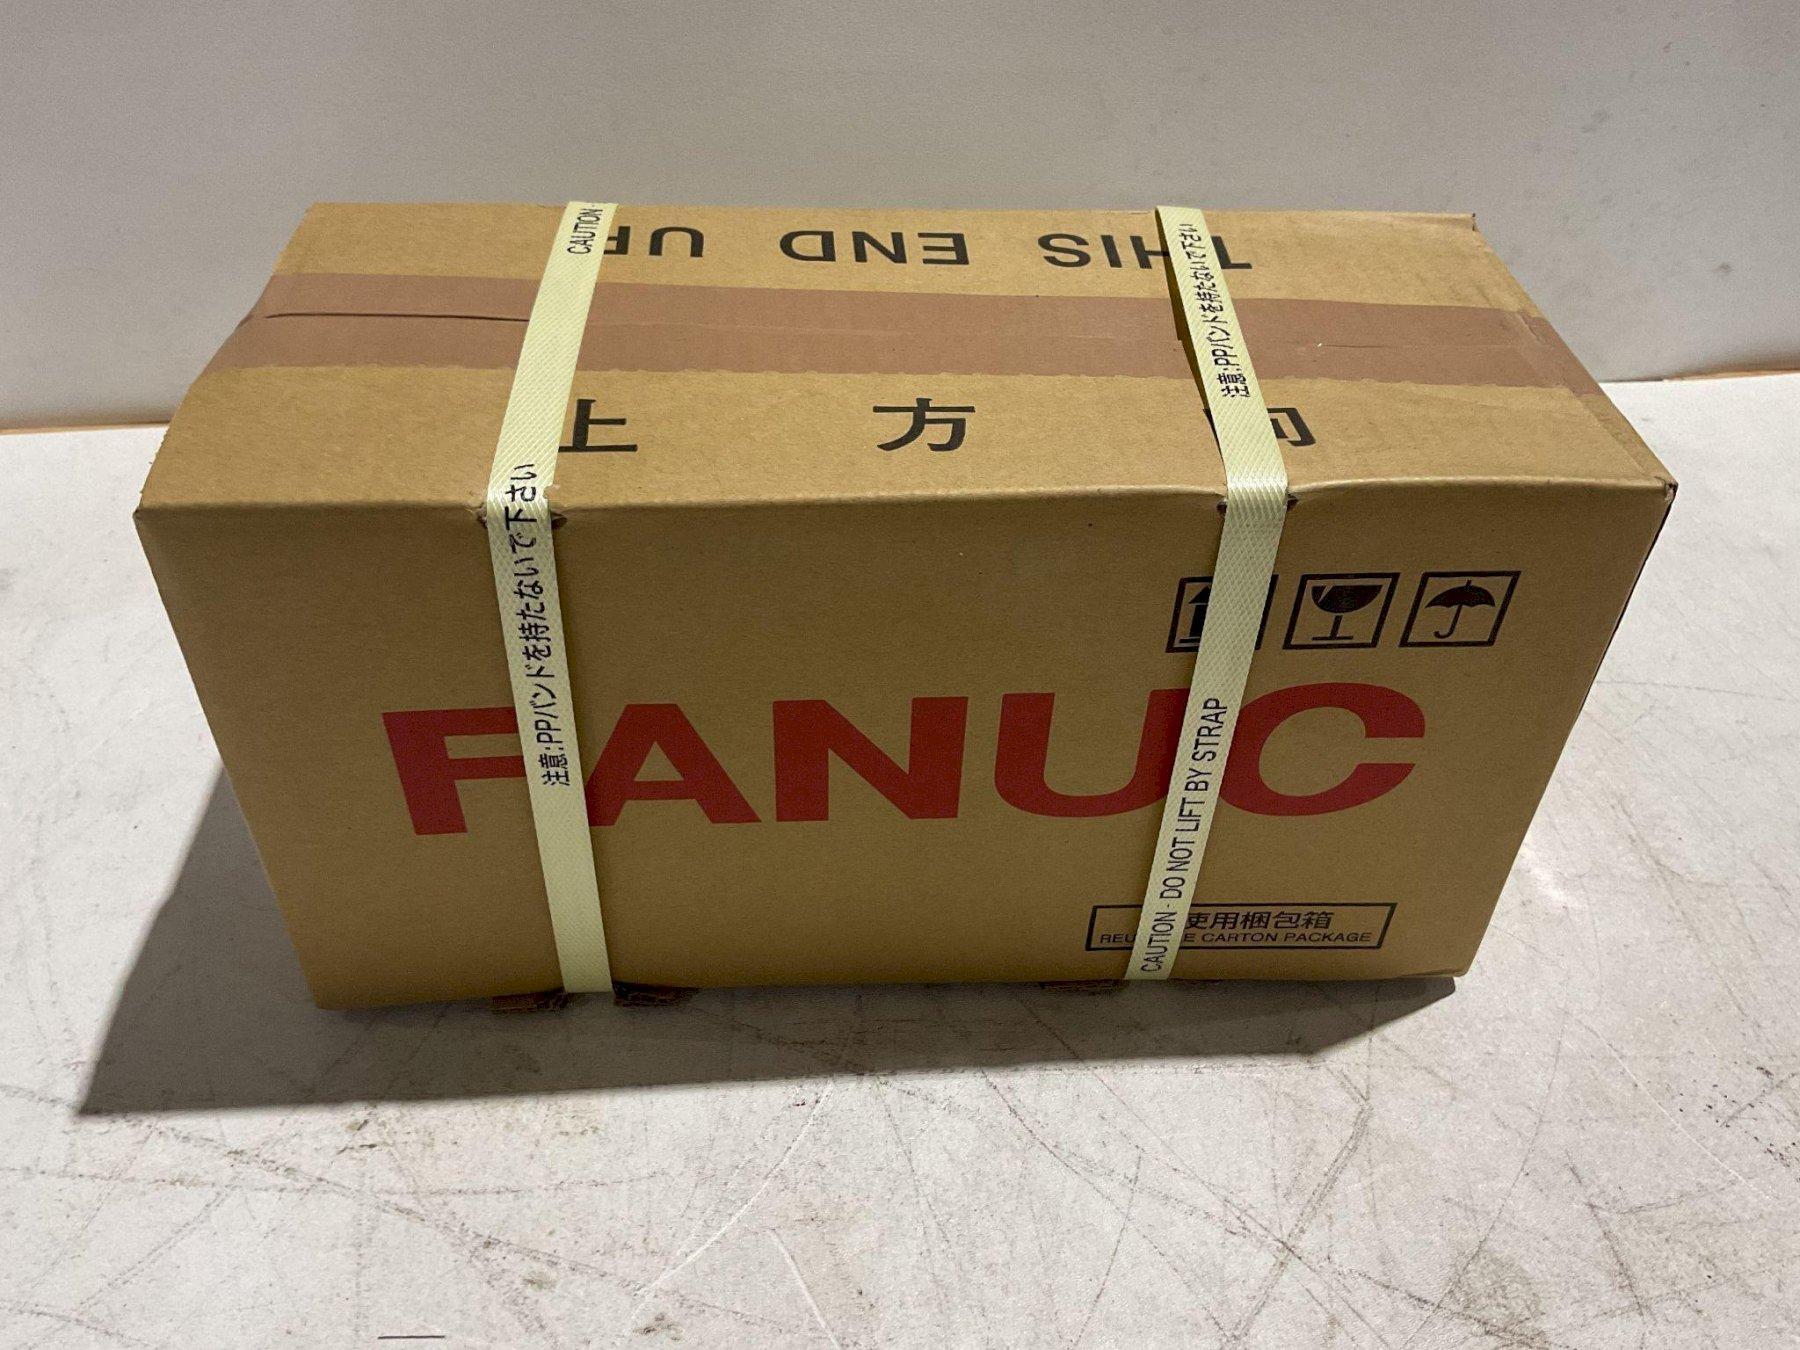 THIS END UP
上方向
CAUTION -
注意:PPバンドを持たないで下さい
注意:PPバンドを持たないで下さい
FANUC
CAUTION - DO NOT LIFT BY STRAP
使用梱包箱
CARTON PACKAGE